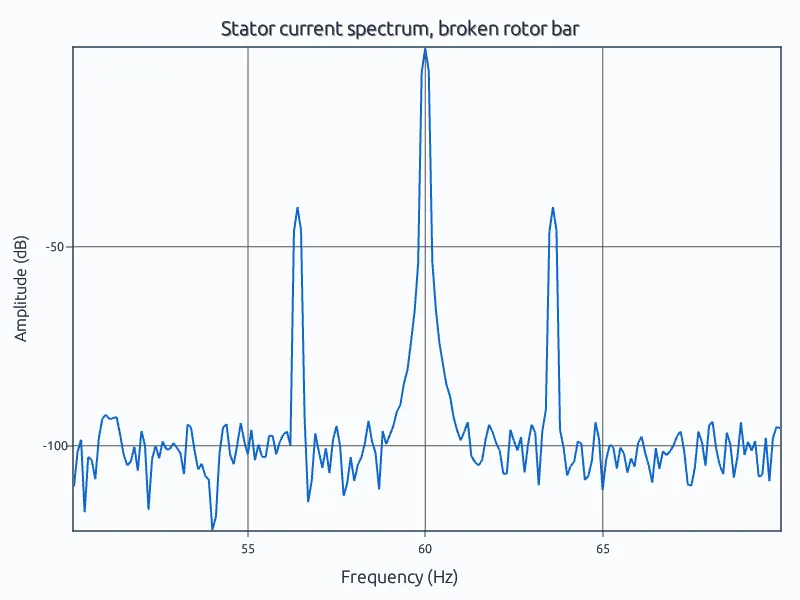 Stator current spectrum, broken rotor bar
Amplitude (dB)
-50
-100
55
60
65
Frequency (Hz)